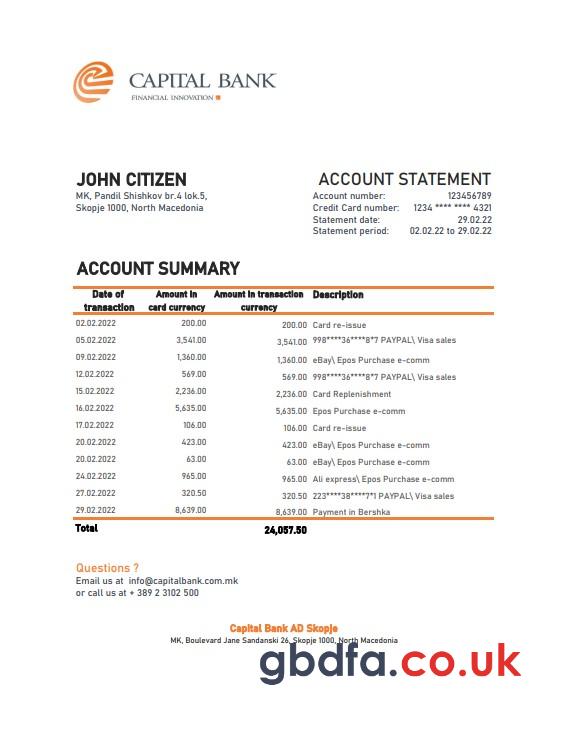 CAPITAL BANK
FINANCIAL INNOVATION
JOHN CITIZEN
MK, Pandil Shishkov br.4 lok.5,
Skopje 1000, North Macedonia
ACCOUNT STATEMENT
Account number: 123456789
Credit Card number: 1234 **** **** 4321
Statement date: 29.02.22
Statement period: 02.02.22 to 29.02.22
ACCOUNT SUMMARY
Date of transaction Amount in card currency Amount in transaction currency Description
02.02.2022 200.00 200.00 Card re-issue
05.02.2022 3,541.00 3,541.00 998****36****8*7 PAYPAL\ Visa sales
09.02.2022 1,360.00 1,360.00 eBay\ Epos Purchase e-comm
12.02.2022 569.00 569.00 998****36****8*7 PAYPAL\ Visa sales
15.02.2022 2,236.00 2,236.00 Card Replenishment
16.02.2022 5,635.00 5,635.00 Epos Purchase e-comm
17.02.2022 106.00 106.00 Card re-issue
20.02.2022 423.00 423.00 eBay\ Epos Purchase e-comm
20.02.2022 63.00 63.00 eBay\ Epos Purchase e-comm
24.02.2022 965.00 965.00 Ali express\ Epos Purchase e-comm
27.02.2022 320.50 320.50 223****38****7*1 PAYPAL\ Visa sales
29.02.2022 8,639.00 8,639.00 Payment in Bershka
Total 24,057.50
Questions ?
Email us at info@capitalbank.com.mk
or call us at + 389 2 3102 500
Capital Bank AD Skopje
MK, Boulevard Jane Sandanski 26, Skopje 1000, North Macedonia
gbdfa.co.uk